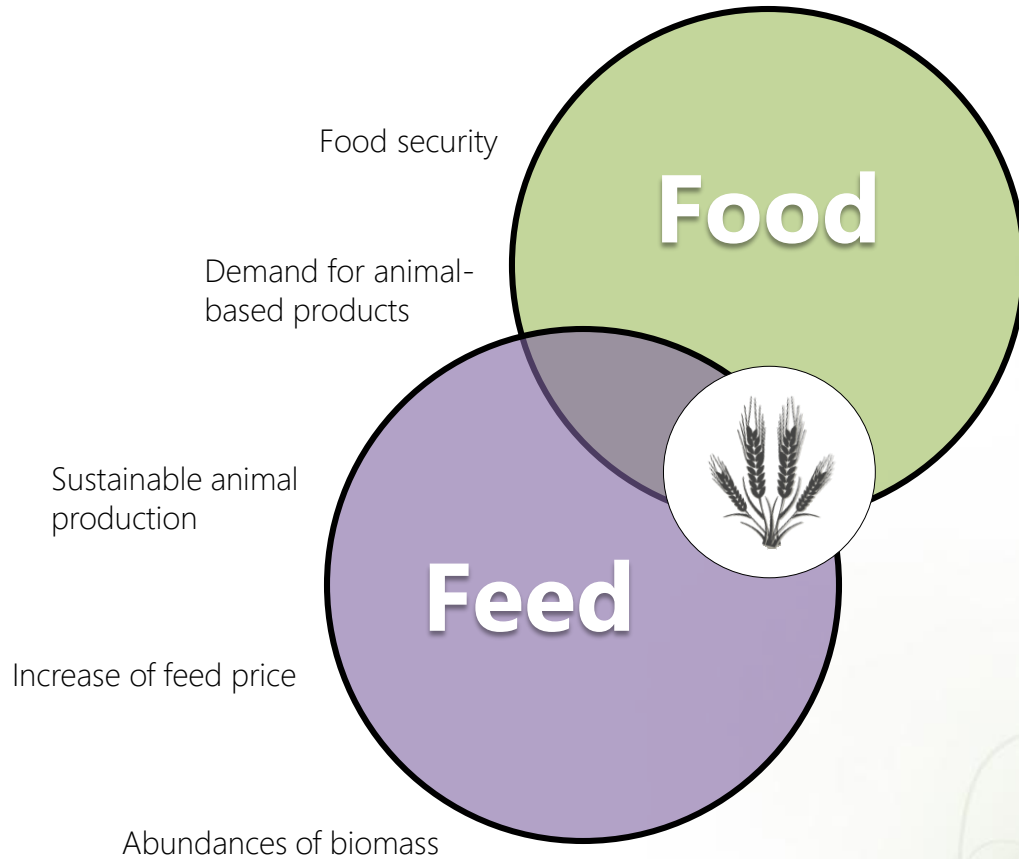 Food security
Food
Demand for animal-
based products
Sustainable animal
production
Feed
Increase of feed price
Abundances of biomass